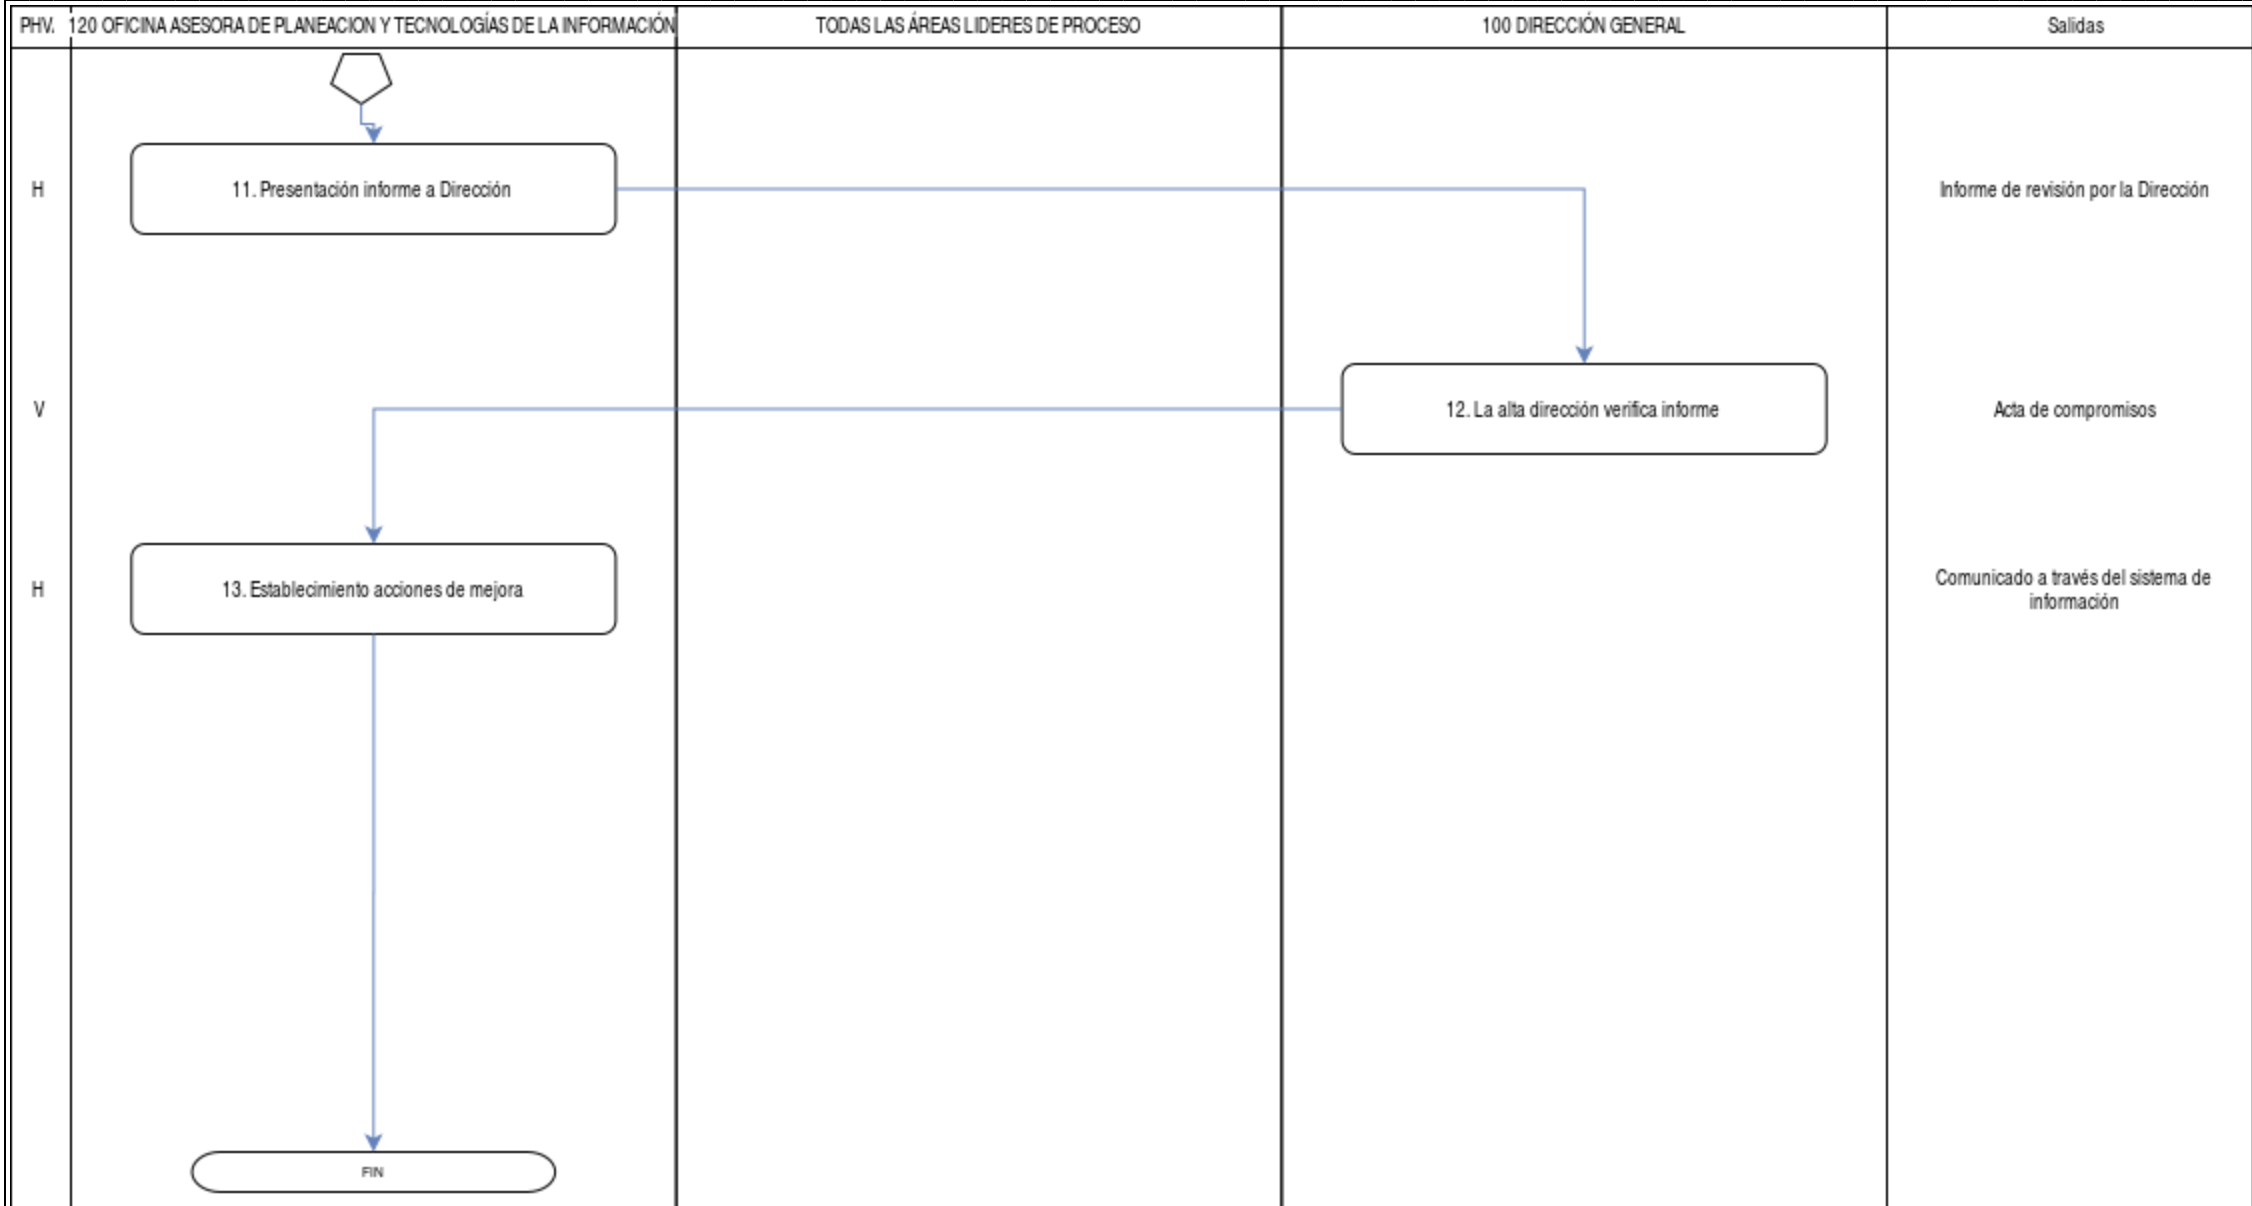 PHV.
120 OFICINA ASESORA DE PLANEACION Y TECNOLOGÍAS DE LA INFORMACIÓN
TODAS LAS ÁREAS LIDERES DE PROCESO
100 DIRECCIÓN GENERAL
Salidas
H
11. Presentación informe a Dirección
Informe de revisión por la Dirección
V
12. La alta dirección verifica informe
Acta de compromisos
H
13. Establecimiento acciones de mejora
Comunicado a través del sistema de
información
FIN